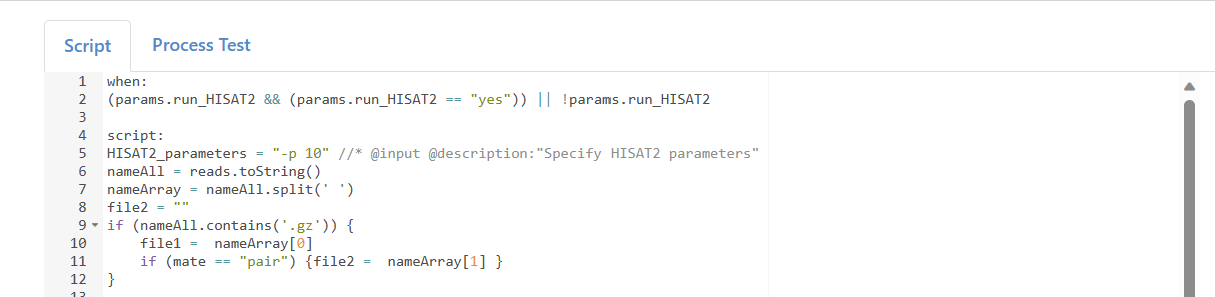 Script Process Test
1 when:
2 (params.run_HISAT2 && (params.run_HISAT2 == "yes")) || !params.run_HISAT2
3
4 script:
5 HISAT2_parameters = "-p 10" //* @input @description:"Specify HISAT2 parameters"
6 nameAll = reads.toString()
7 nameArray = nameAll.split(' ')
8 file2 = ""
9 if (nameAll.contains('.gz')) {
10     file1 =  nameArray[0]
11     if (mate == "pair") {file2 =  nameArray[1] }
12 }
13